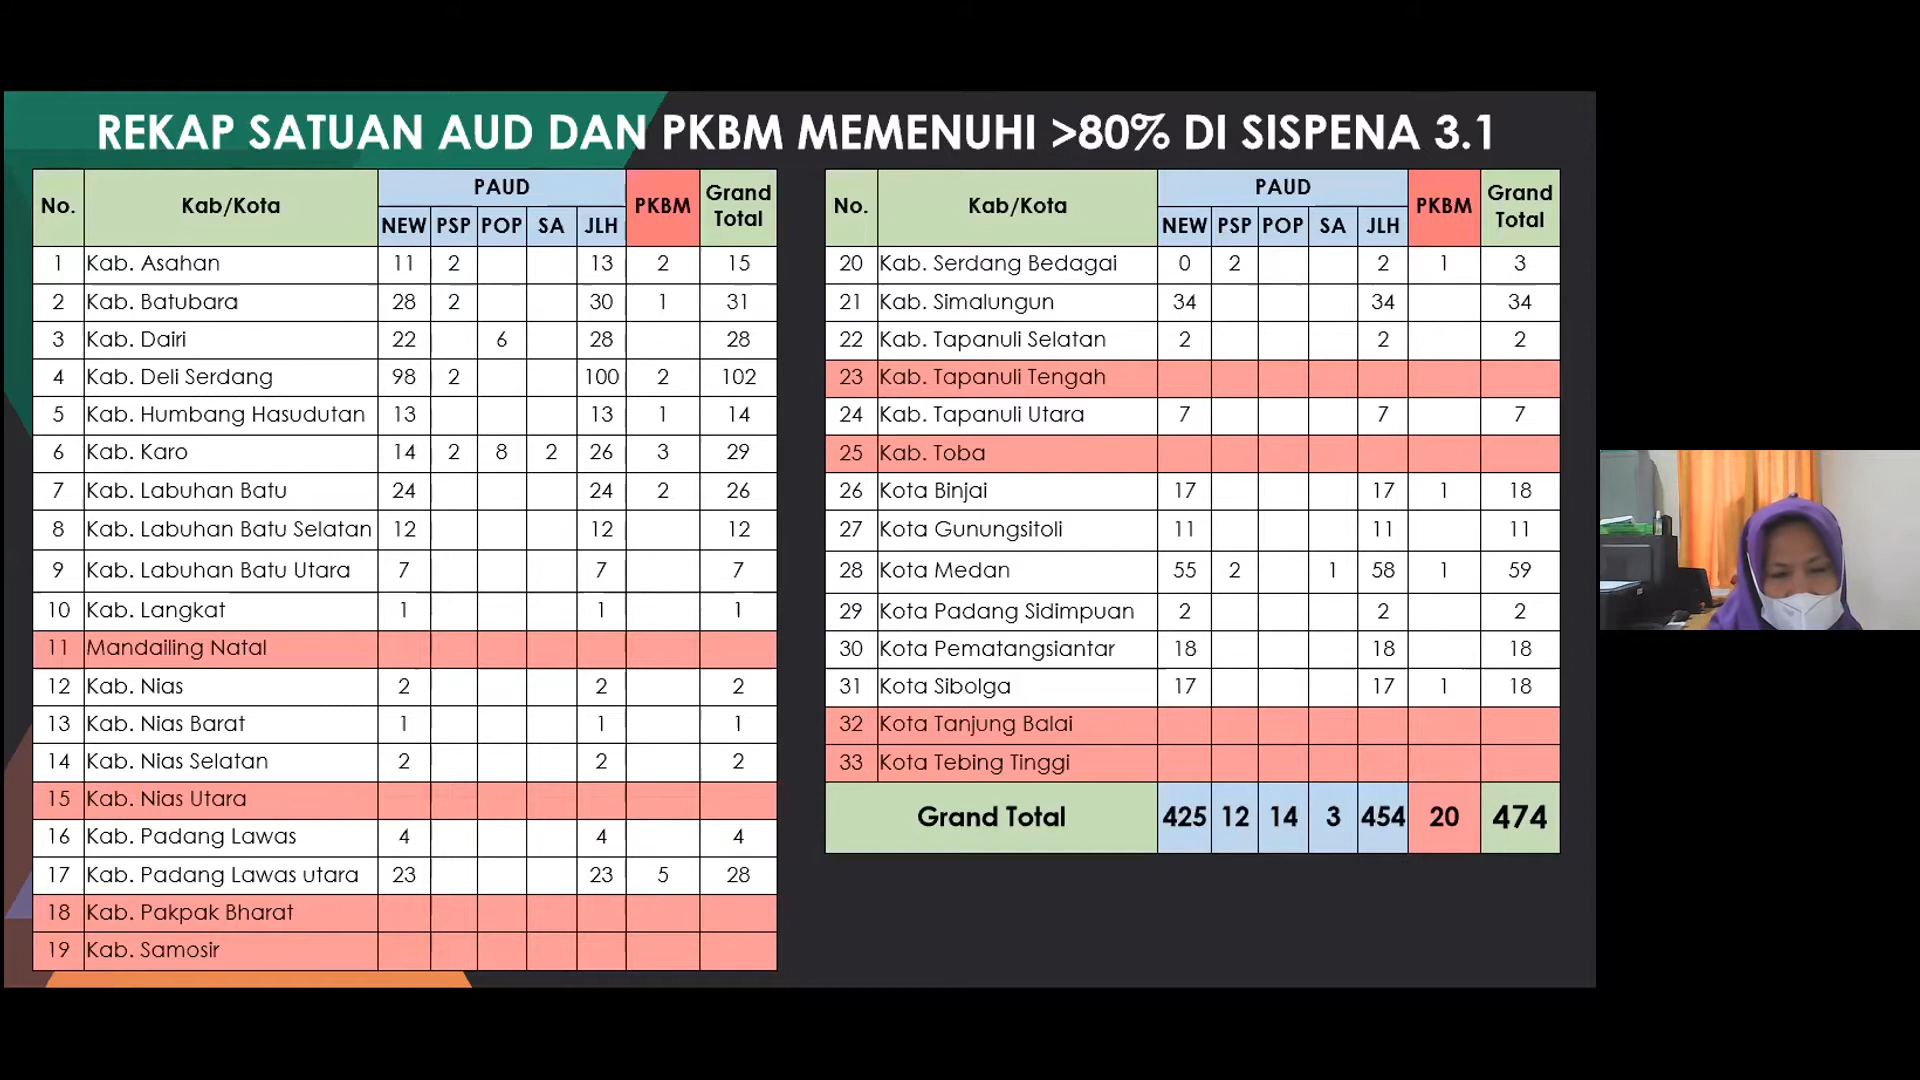 REKAP SATUAN AUD DAN PKBM MEMENUHI >80% DI SISPENA 3.1
No. Kab/Kota PAUD PKBM Grand Total
NEW PSP POP SA JLH
1 Kab. Asahan 11 2 13 2 15
2 Kab. Batubara 28 2 30 1 31
3 Kab. Dairi 22 6 28 28
4 Kab. Deli Serdang 98 2 100 2 102
5 Kab. Humbang Hasudutan 13 13 1 14
6 Kab. Karo 14 2 8 2 26 3 29
7 Kab. Labuhan Batu 24 24 2 26
8 Kab. Labuhan Batu Selatan 12 12 12
9 Kab. Labuhan Batu Utara 7 7 7
10 Kab. Langkat 1 1 1
11 Mandailing Natal
12 Kab. Nias 2 2 2
13 Kab. Nias Barat 1 1 1
14 Kab. Nias Selatan 2 2 2
15 Kab. Nias Utara
16 Kab. Padang Lawas 4 4 4
17 Kab. Padang Lawas utara 23 23 5 28
18 Kab. Pakpak Bharat
19 Kab. Samosir
No. Kab/Kota PAUD PKBM Grand Total
NEW PSP POP SA JLH
20 Kab. Serdang Bedagai 0 2 2 1 3
21 Kab. Simalungun 34 34 34
22 Kab. Tapanuli Selatan 2 2 2
23 Kab. Tapanuli Tengah
24 Kab. Tapanuli Utara 7 7 7
25 Kab. Toba
26 Kota Binjai 17 17 1 18
27 Kota Gunungsitoli 11 11 11
28 Kota Medan 55 2 1 58 1 59
29 Kota Padang Sidimpuan 2 2 2
30 Kota Pematangsiantar 18 18 18
31 Kota Sibolga 17 17 1 18
32 Kota Tanjung Balai
33 Kota Tebing Tinggi
Grand Total 425 12 14 3 454 20 474